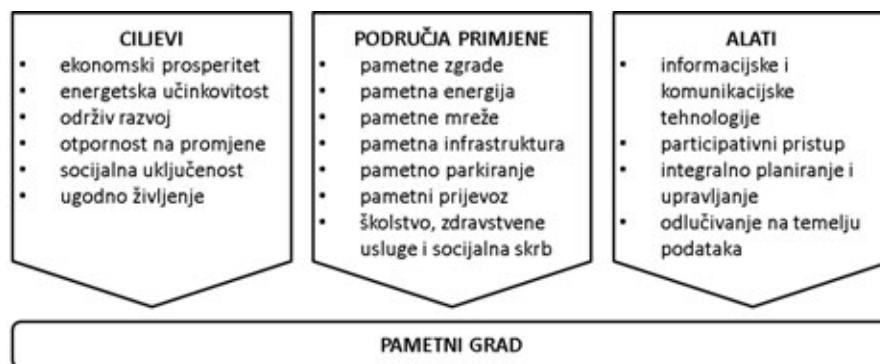 CILJEVI
• ekonomski prosperitet
• energetska učinkovitost
• održiv razvoj
• otpornost na promjene
• socijalna uključenost
• ugodno življenje
PODRUČJA PRIMJENE
• pametne zgrade
• pametna energija
• pametne mreže
• pametna infrastruktura
• pametno parkiranje
• pametni prijevoz
• školstvo, zdravstvene
usluge i socijalna skrb
ALATI
• informacijske i
komunikacijske
tehnologije
• participativni pristup
• integralno planiranje i
upravljanje
• odlučivanje na temelju
podataka
PAMETNI GRAD